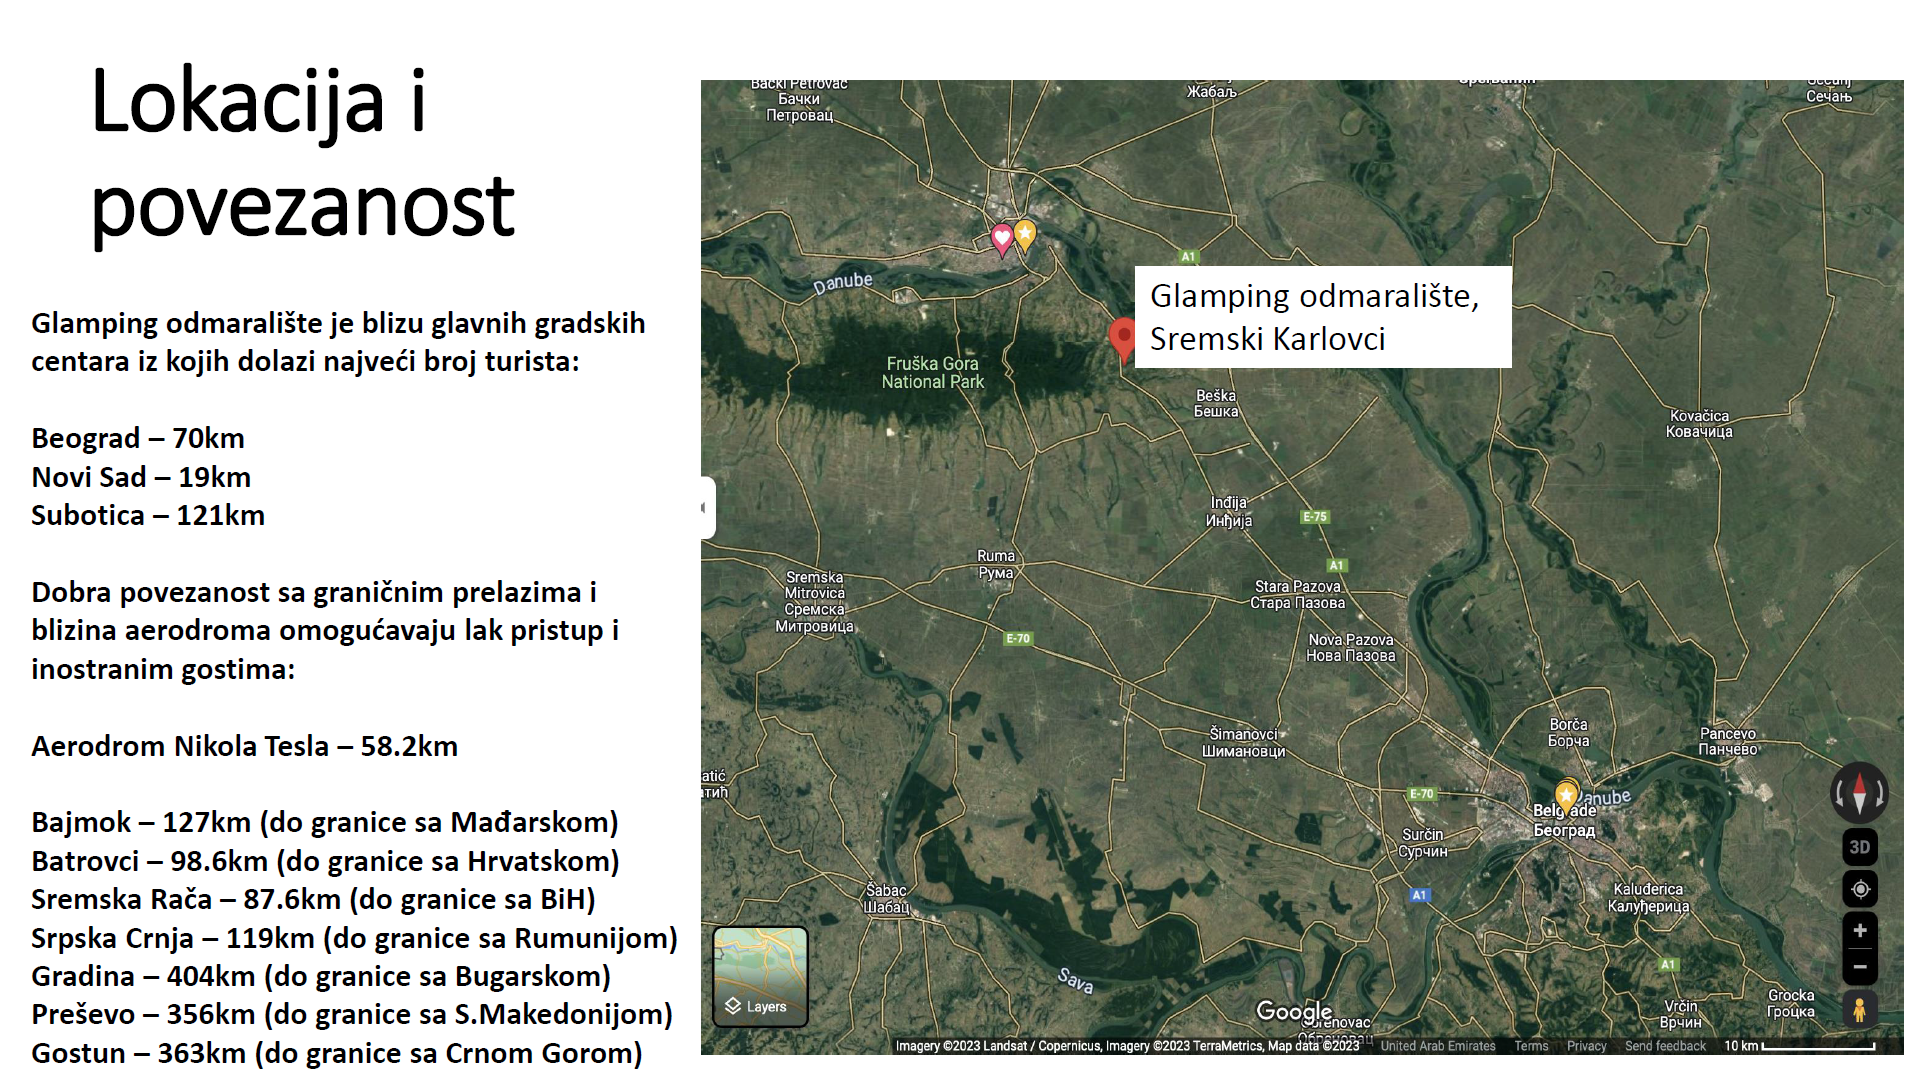 Lokacija i
povezanost
Glamping odmaralište je blizu glavnih gradskih
centara iz kojih dolazi najveći broj turista:
Beograd – 70km
Novi Sad – 19km
Subotica – 121km
Dobra povezanost sa graničnim prelazima i
blizina aerodroma omogućavaju lak pristup i
inostranim gostima:
Aerodrom Nikola Tesla – 58.2km
Bajmok – 127km (do granice sa Mađarskom)
Batrovci – 98.6km (do granice sa Hrvatskom)
Sremska Rača – 87.6km (do granice sa BiH)
Srpska Crnja – 119km (do granice sa Rumunijom)
Gradina – 404km (do granice sa Bugarskom)
Preševo – 356km (do granice sa S.Makedonijom)
Gostun – 363km (do granice sa Crnom Gorom)
Bački Petrovac
Бачки
Петровац
Жабаљ
Сечањ
Danube
A1
Glamping odmaralište,
Sremski Karlovci
Fruška Gora
National Park
Beška
Бешка
Kovačica
Ковачица
Inđija
Инђија
E-75
A1
Ruma
Рума
Sremska
Mitrovica
Сремска
Митровица
Stara Pazova
Стара Пазова
E-70
Nova Pazova
Нова Пазова
Šimanovci
Шимановци
Borča
Борча
Pancevo
Панчево
E-70
Danube
Belgrade
Београд
Surčin
Сурчин
3D
A1
Šabac
Шабац
Kaluđerica
Калуђерица
Sava
A1
Layers
Google
Vrčin
Врчин
Grocka
Гроцка
Imagery ©2023 Landsat / Copernicus, Imagery ©2023 TerraMetrics, Map data ©2023 United Arab Emirates Terms Privacy Send feedback 10 km